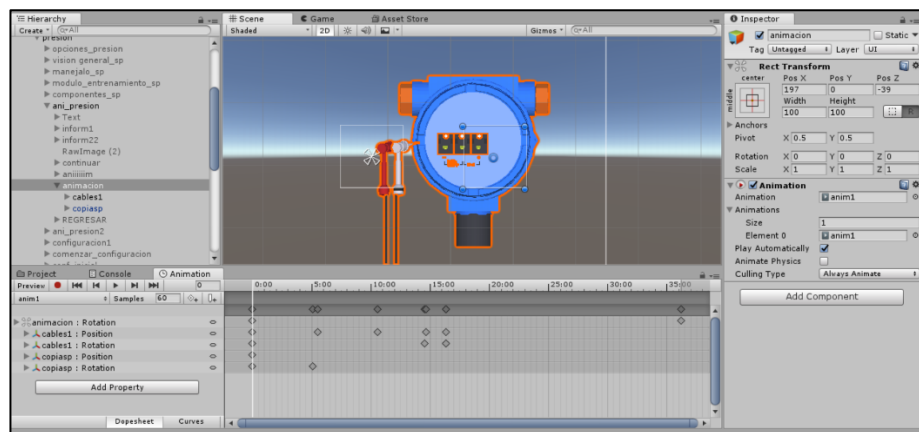 Hierarchy
Create
Q▾All
presion
opciones_presion
vision general_sp
manejalo_sp
modulo_entrenamiento_sp
componentes_sp
ani_presion
Text
inform1
inform22
RawImage (2)
continuar
aniiiiim
animacion
cables1
copiasp
REGRESAR
ani_presion2
configuracion1
comenzar_configuracion
Scene Game Asset Store
Shaded 2D Gizmos Q▾All
Inspector
animacion Static
Tag Untagged Layer UI
Rect Transform
center Pos X Pos Y Pos Z
middle 197 0 -39
Width Height
100 100
Anchors
Pivot X 0.5 Y 0.5
Rotation X 0 Y 0 Z 0
Scale X 1 Y 1 Z 1
Animation
Animation anim1
Animations
Size 1
Element 0 anim1
Play Automatically
Animate Physics
Culling Type Always Animate
Add Component
Project Console Animation
Preview 0
0:00 5:00 10:00 15:00 20:00 25:00 30:00 35:00
anim1 Samples 60
animacion : Rotation
cables1 : Position
cables1 : Rotation
copiasp : Position
copiasp : Rotation
Add Property
Dopesheet Curves